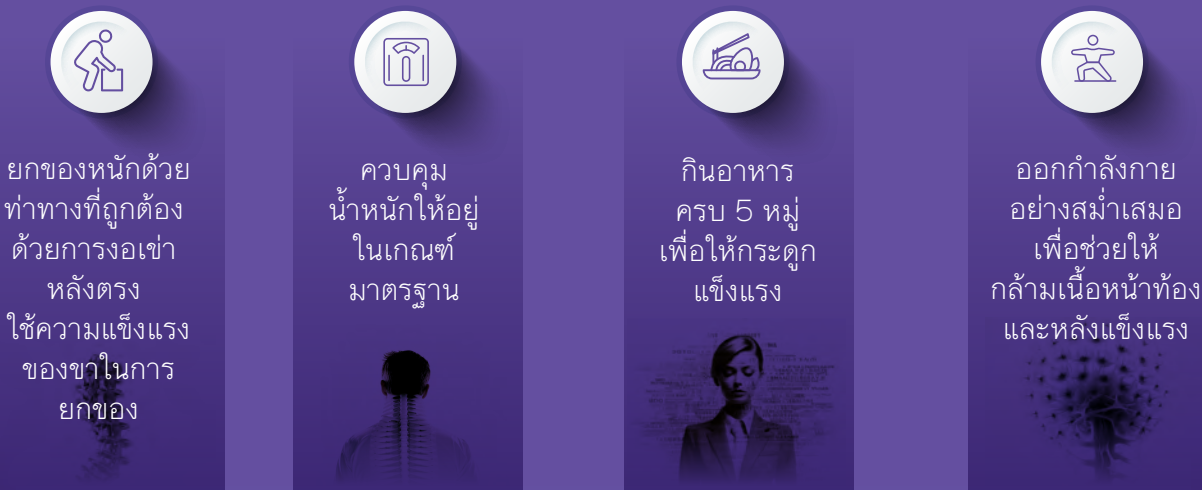 ยกของหนักด้วย
ท่าทางที่ถูกต้อง
ด้วยการงอเข่า
หลังตรง
ใช้ความแข็งแรง
ของขาในการ
ยกของ
ควบคุม
น้ำหนักให้อยู่
ในเกณฑ์
มาตรฐาน
กินอาหาร
ครบ 5 หมู่
เพื่อให้กระดูก
แข็งแรง
ออกกำลังกาย
อย่างสม่ำเสมอ
เพื่อช่วยให้
กล้ามเนื้อหน้าท้อง
และหลังแข็งแรง